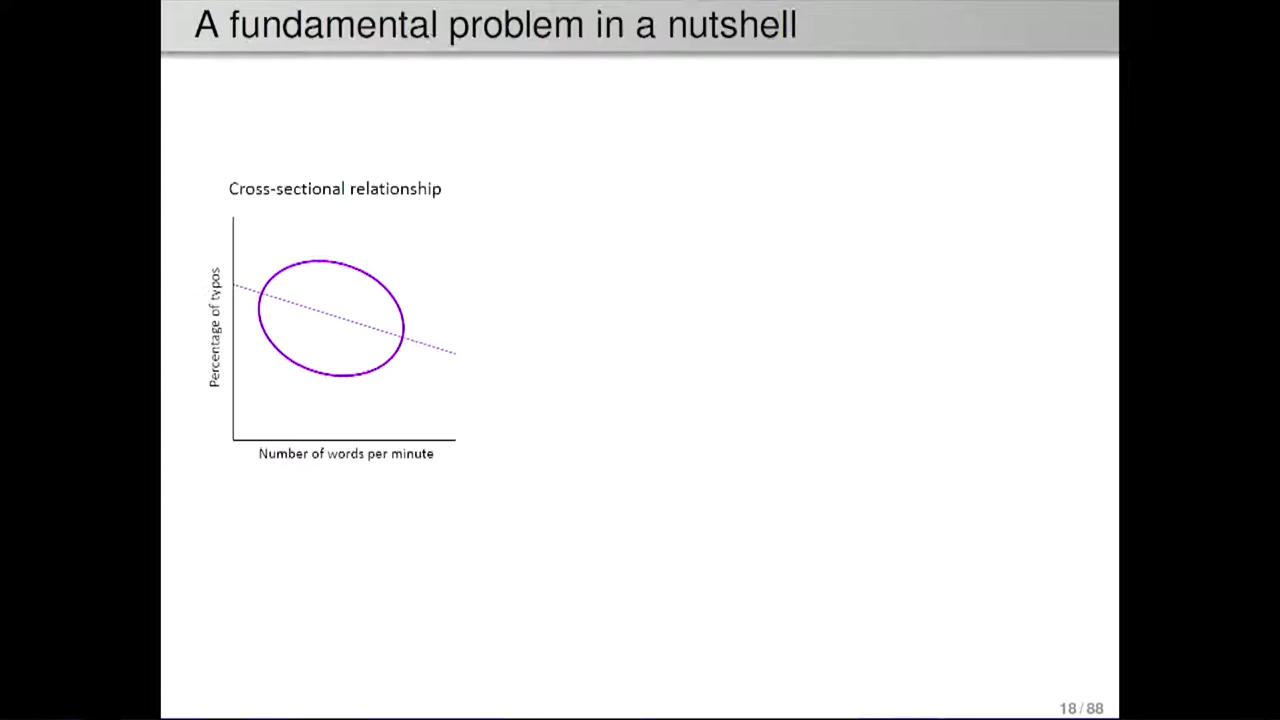 A fundamental problem in a nutshell
Cross-sectional relationship
Percentage of typos
Number of words per minute
18 / 88